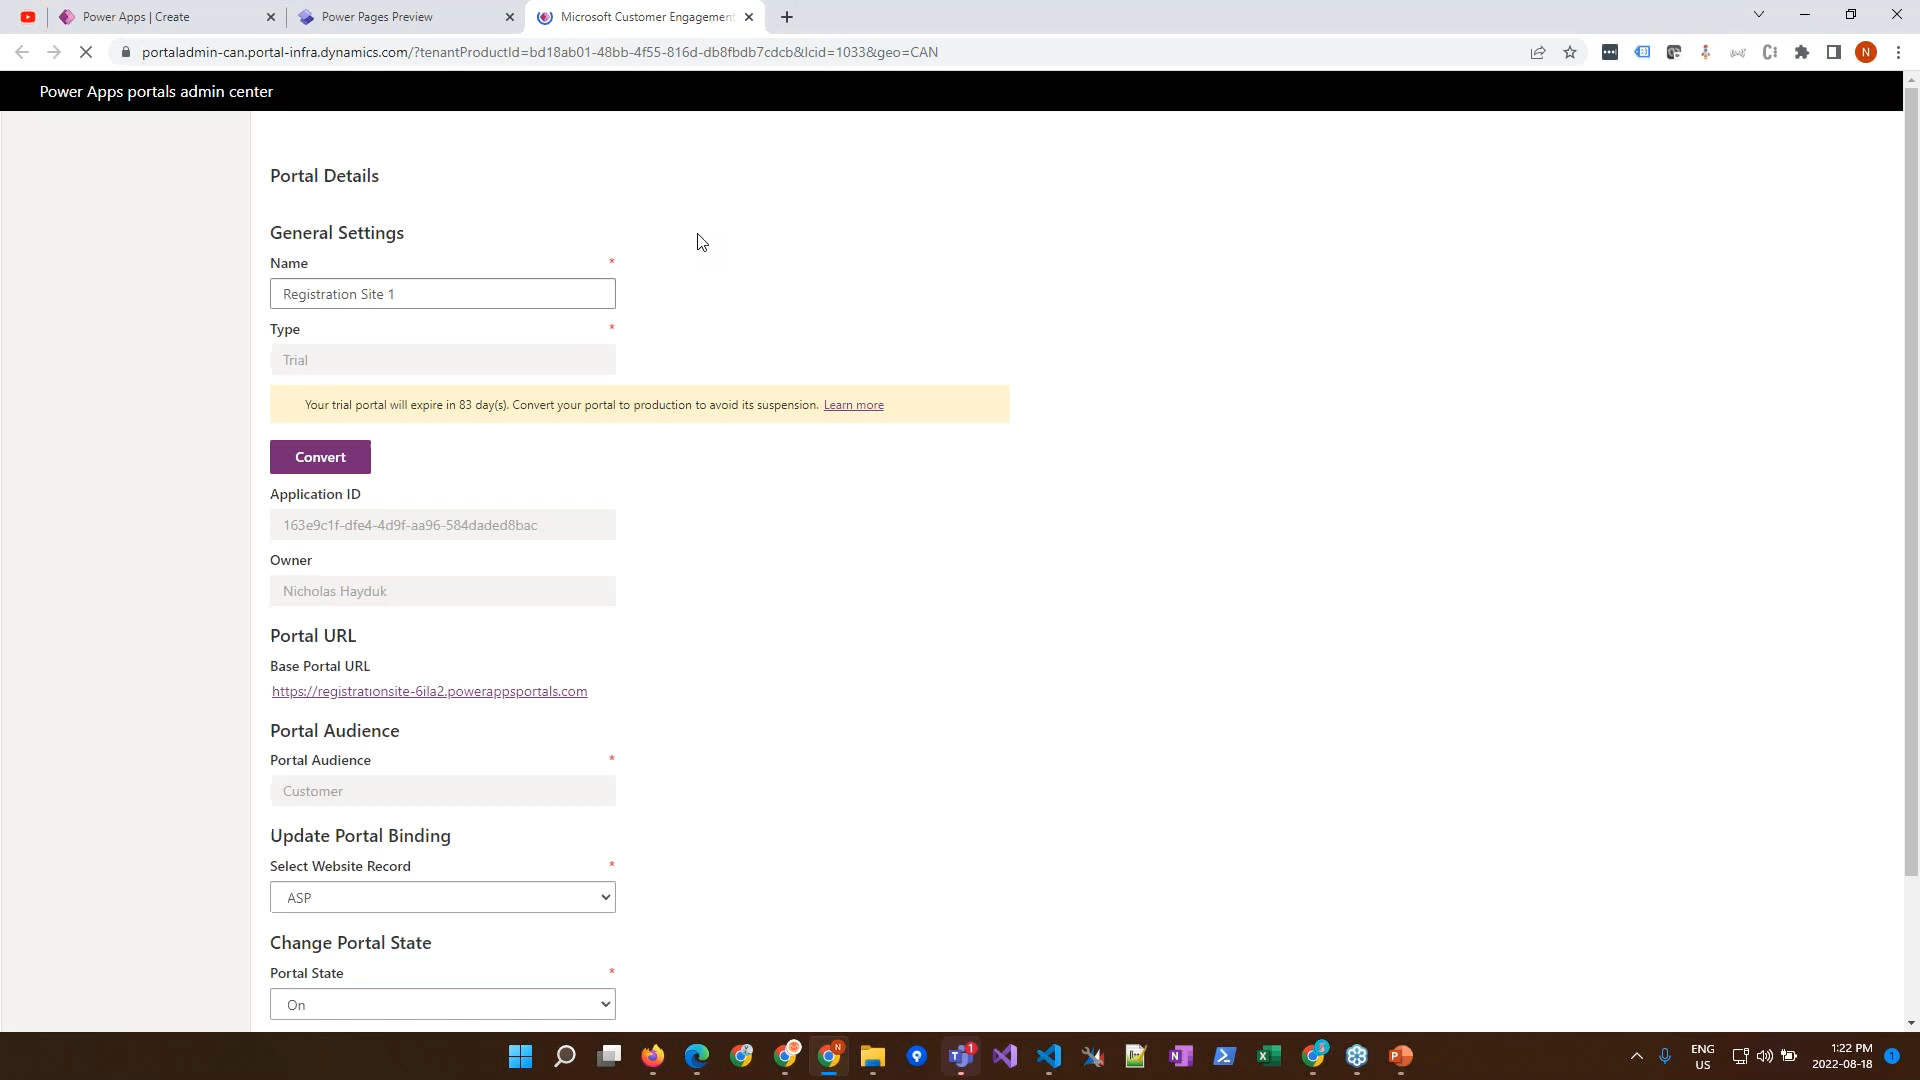 Power Apps | Create
Power Pages Preview
Microsoft Customer Engagement
portaladmin-can.portal-infra.dynamics.com/?tenantProductId=bd18ab01-48bb-4f55-816d-db8fbdb7cdcb&lcid=1033&geo=CAN
N
Power Apps portals admin center
Portal Details
General Settings
Name *
Registration Site 1
Type *
Trial
Your trial portal will expire in 83 day(s). Convert your portal to production to avoid its suspension. Learn more
Convert
Application ID
163e9c1f-dfe4-4d9f-aa96-584daded8bac
Owner
Nicholas Hayduk
Portal URL
Base Portal URL
https://registrationsite-6ila2.powerappsportals.com
Portal Audience
Portal Audience *
Customer
Update Portal Binding
Select Website Record *
ASP
Change Portal State
Portal State *
On
ENG
US
1:22 PM
2022-08-18
1